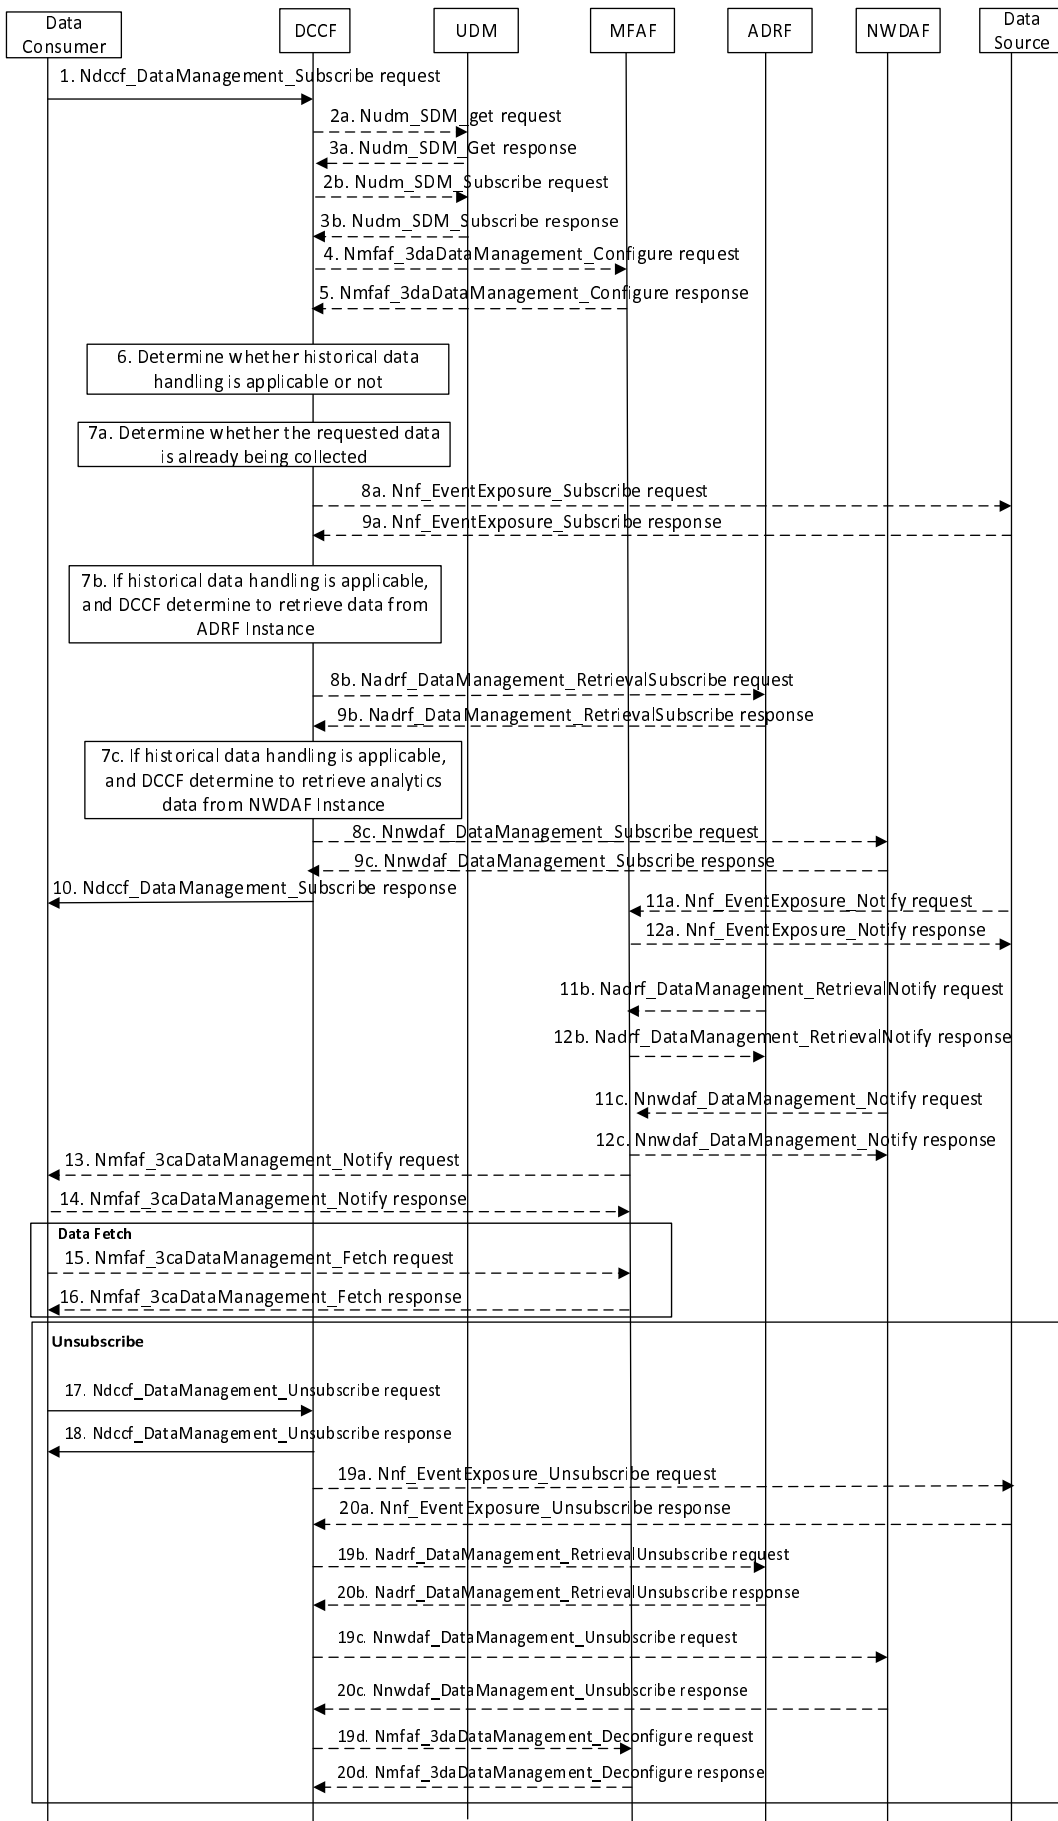 Data
Consumer
DCCF
UDM
MFAF
ADRF
NWDAF
Data
Source
1. Ndccf_DataManagement_Subscribe request
2a. Nudm_SDM_get request
3a. Nudm_SDM_Get response
2b. Nudm_SDM_Subscribe request
3b. Nudm_SDM_Subscribe response
4. Nmfaf_3daDataManagement_Configure request
5. Nmfaf_3daDataManagement_Configure response
6. Determine whether historical data
handling is applicable or not
7a. Determine whether the requested data
is already being collected
8a. Nnf_EventExposure_Subscribe request
9a. Nnf_EventExposure_Subscribe response
7b. If historical data handling is applicable,
and DCCF determine to retrieve data from
ADRF Instance
8b. Nadrf_DataManagement_RetrievalSubscribe request
9b. Nadrf_DataManagement_RetrievalSubscribe response
7c. If historical data handling is applicable,
and DCCF determine to retrieve analytics
data from NWDAF Instance
8c. Nnwdaf_DataManagement_Subscribe request
9c. Nnwdaf_DataManagement_Subscribe response
10. Ndccf_DataManagement_Subscribe response
11a. Nnf_EventExposure_Notify request
12a. Nnf_EventExposure_Notify response
11b. Nadrf_DataManagement_RetrievalNotify request
12b. Nadrf_DataManagement_RetrievalNotify response
11c. Nnwdaf_DataManagement_Notify request
12c. Nnwdaf_DataManagement_Notify response
13. Nmfaf_3caDataManagement_Notify request
14. Nmfaf_3caDataManagement_Notify response
Data Fetch
15. Nmfaf_3caDataManagement_Fetch request
16. Nmfaf_3caDataManagement_Fetch response
Unsubscribe
17. Ndccf_DataManagement_Unsubscribe request
18. Ndccf_DataManagement_Unsubscribe response
19a. Nnf_EventExposure_Unsubscribe request
20a. Nnf_EventExposure_Unsubscribe response
19b. Nadrf_DataManagement_RetrievalUnsubscribe request
20b. Nadrf_DataManagement_RetrievalUnsubscribe response
19c. Nnwdaf_DataManagement_Unsubscribe request
20c. Nnwdaf_DataManagement_Unsubscribe response
19d. Nmfaf_3daDataManagement_Deconfigure request
20d. Nmfaf_3daDataManagement_Deconfigure response